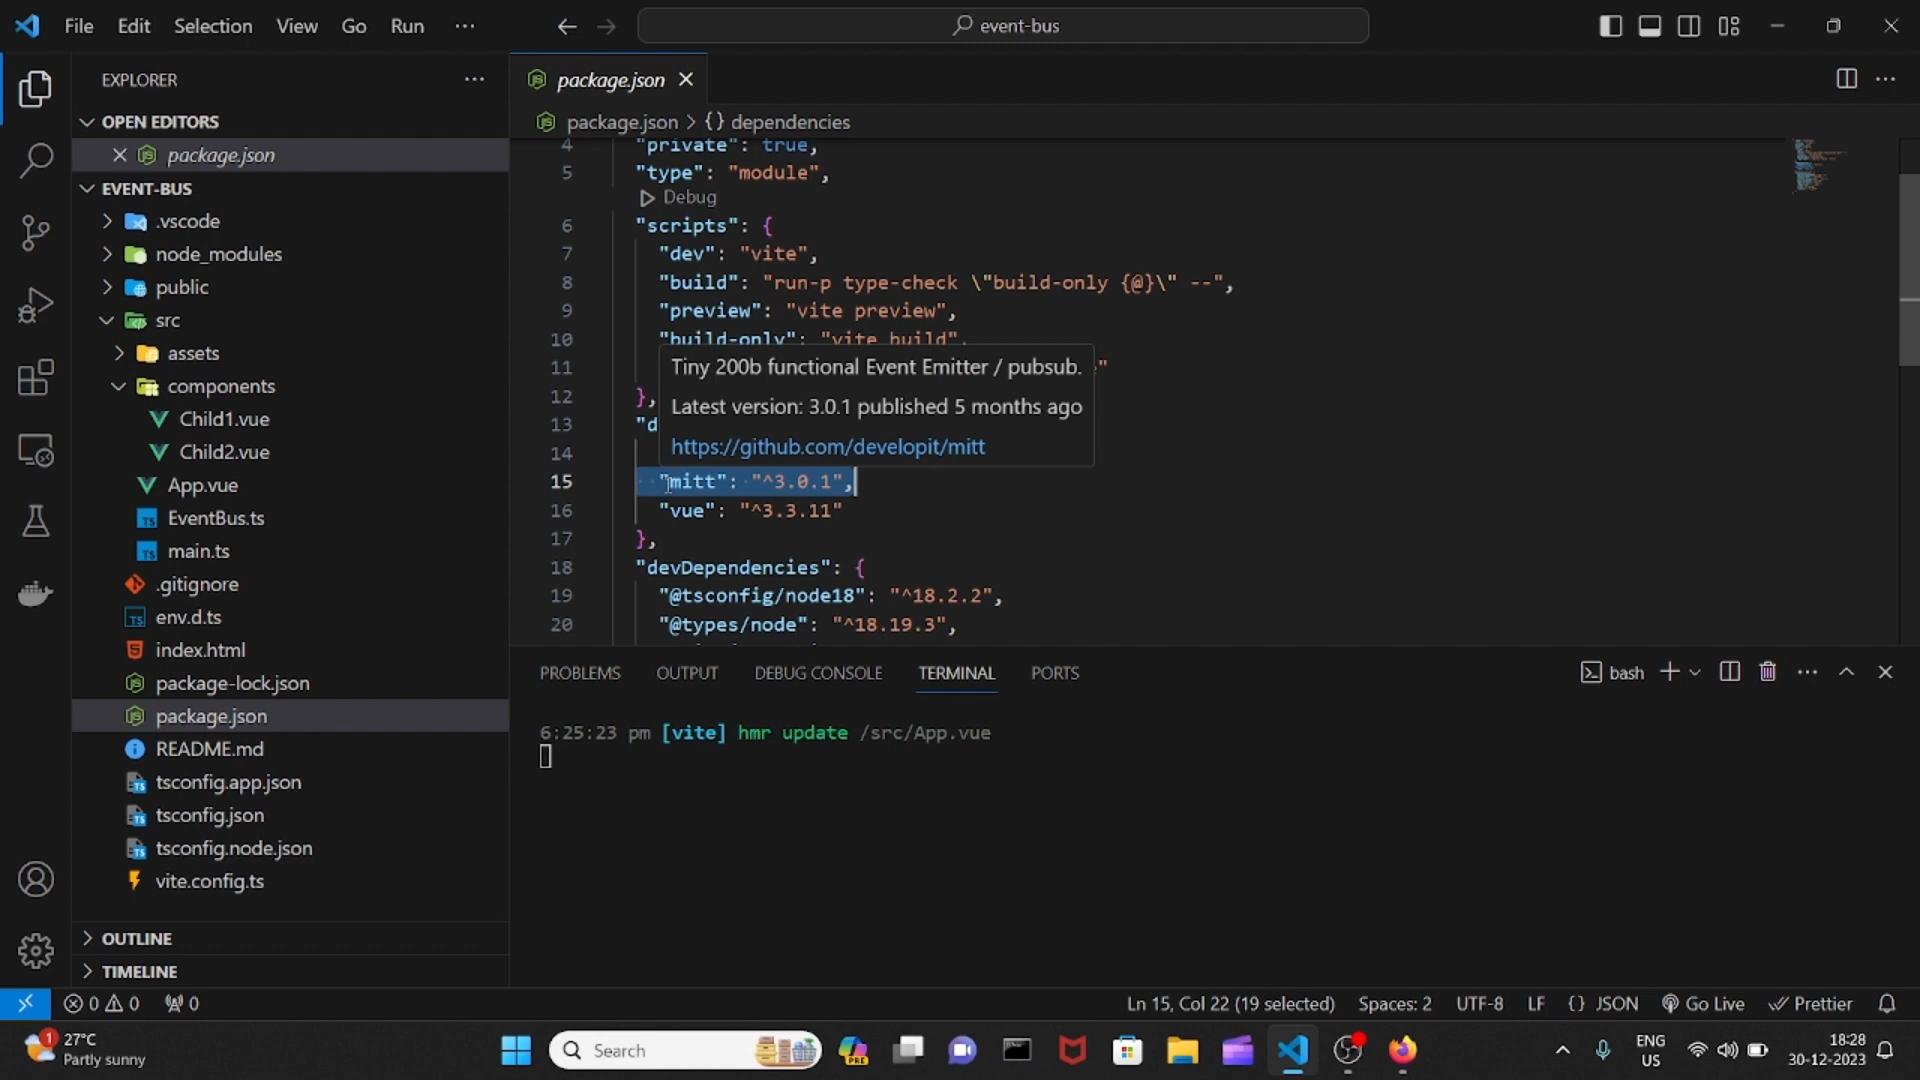 File Edit Selection View Go Run ···
event-bus
EXPLORER
OPEN EDITORS
package.json
EVENT-BUS
.vscode
node_modules
public
src
assets
components
Child1.vue
Child2.vue
App.vue
TS EventBus.ts
TS main.ts
.gitignore
TS env.d.ts
index.html
package-lock.json
package.json
README.md
tsconfig.app.json
tsconfig.json
tsconfig.node.json
vite.config.ts
OUTLINE
TIMELINE
package.json
package.json > {} dependencies
4 "private": true,
5 "type": "module",
Debug
6 "scripts": {
7 "dev": "vite",
8 "build": "run-p type-check \"build-only {@}\" --",
9 "preview": "vite preview",
10 "build-only": "vite build",
11 "
12 },
13 "d
14
15 "mitt": "^3.0.1",
16 "vue": "^3.3.11"
17 },
18 "devDependencies": {
19 "@tsconfig/node18": "^18.2.2",
20 "@types/node": "^18.19.3",
Tiny 200b functional Event Emitter / pubsub.
Latest version: 3.0.1 published 5 months ago
https://github.com/developit/mitt
PROBLEMS OUTPUT DEBUG CONSOLE TERMINAL PORTS
bash
6:25:23 pm [vite] hmr update /src/App.vue
0 0 0
Ln 15, Col 22 (19 selected) Spaces: 2 UTF-8 LF {} JSON Go Live Prettier
1
27°C
Partly sunny
Search
PRE
ENG
US
18:28
30-12-2023